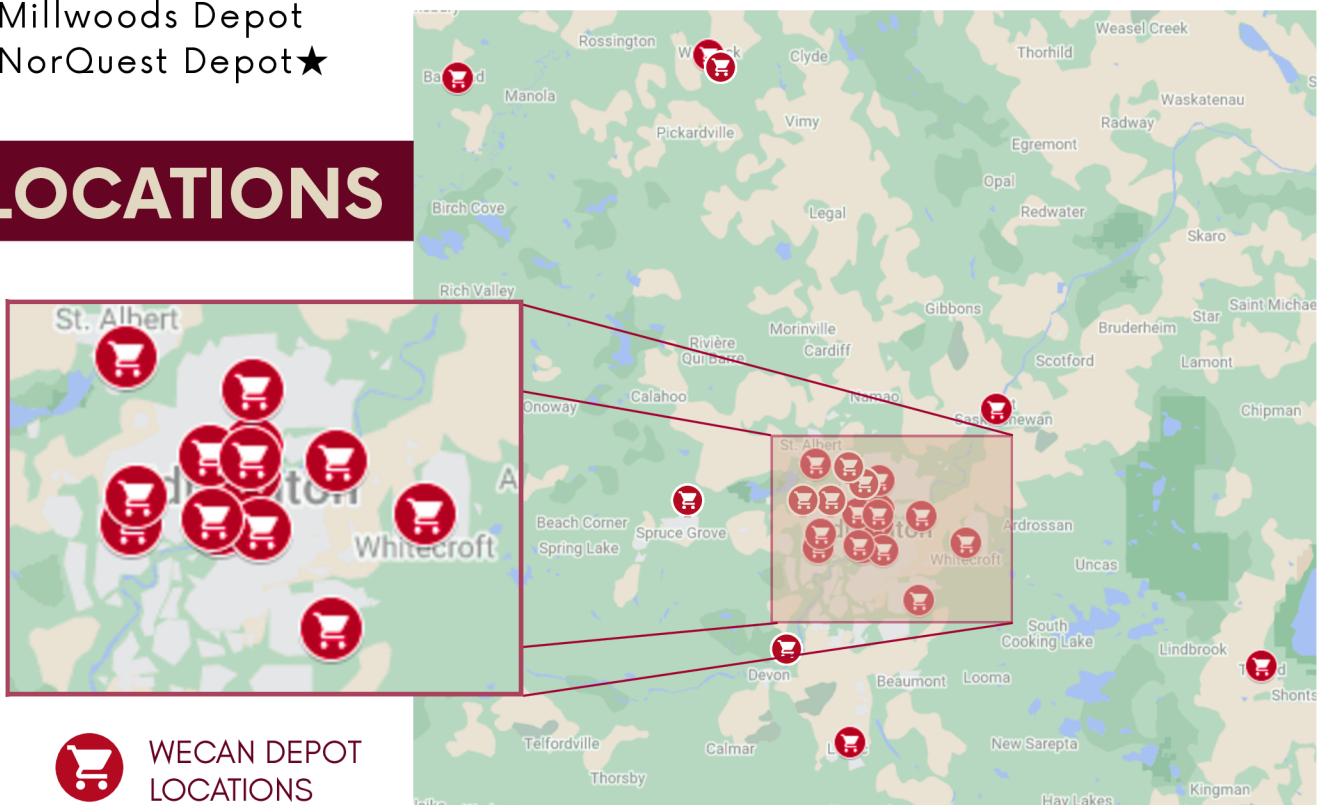 Millwoods Depot
NorQuest Depot★
LOCATIONS
St. Albert
Whitecroft
WECAN DEPOT
LOCATIONS
Rossington
Clyde
Thorhild
Weasel Creek
Manola
Pickardville
Vimy
Waskatenau
Radway
Egremont
Opal
Birch Cove
Legal
Redwater
Skaro
Rich Valley
Gibbons
Saint Michae
Star
Morinville
Bruderheim
Rivière
Qui Barre
Cardiff
Scotford
Lamont
Onoway
Calahoo
Namao
Chipman
St. Albert
Beach Corner
Spruce Grove
Ardrossan
Spring Lake
Whitecroft
Uncas
South
Cooking Lake
Lindbrook
Devon
Beaumont
Looma
Shonts
Telfordville
Calmar
New Sarepta
Thorsby
Kingman
Hay Lakes